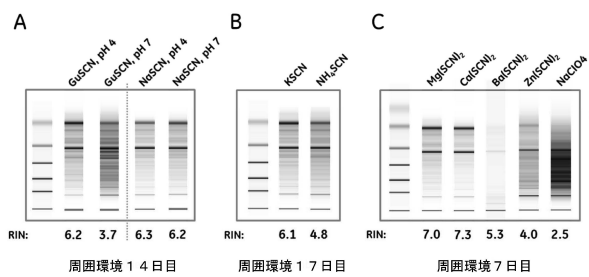 A
GuSCN, pH 4
GuSCN, pH 7
NaSCN, pH 4
NaSCN, pH 7
RIN: 6.2 3.7 6.3 6.2
周囲環境１４日目
B
KSCN
NH₄SCN
6.1 4.8
周囲環境１７日目
C
Mg(SCN)₂
Ca(SCN)₂
Ba(SCN)₂
Zn(SCN)₂
NaClO4
RIN: 7.0 7.3 5.3 4.0 2.5
周囲環境７日目